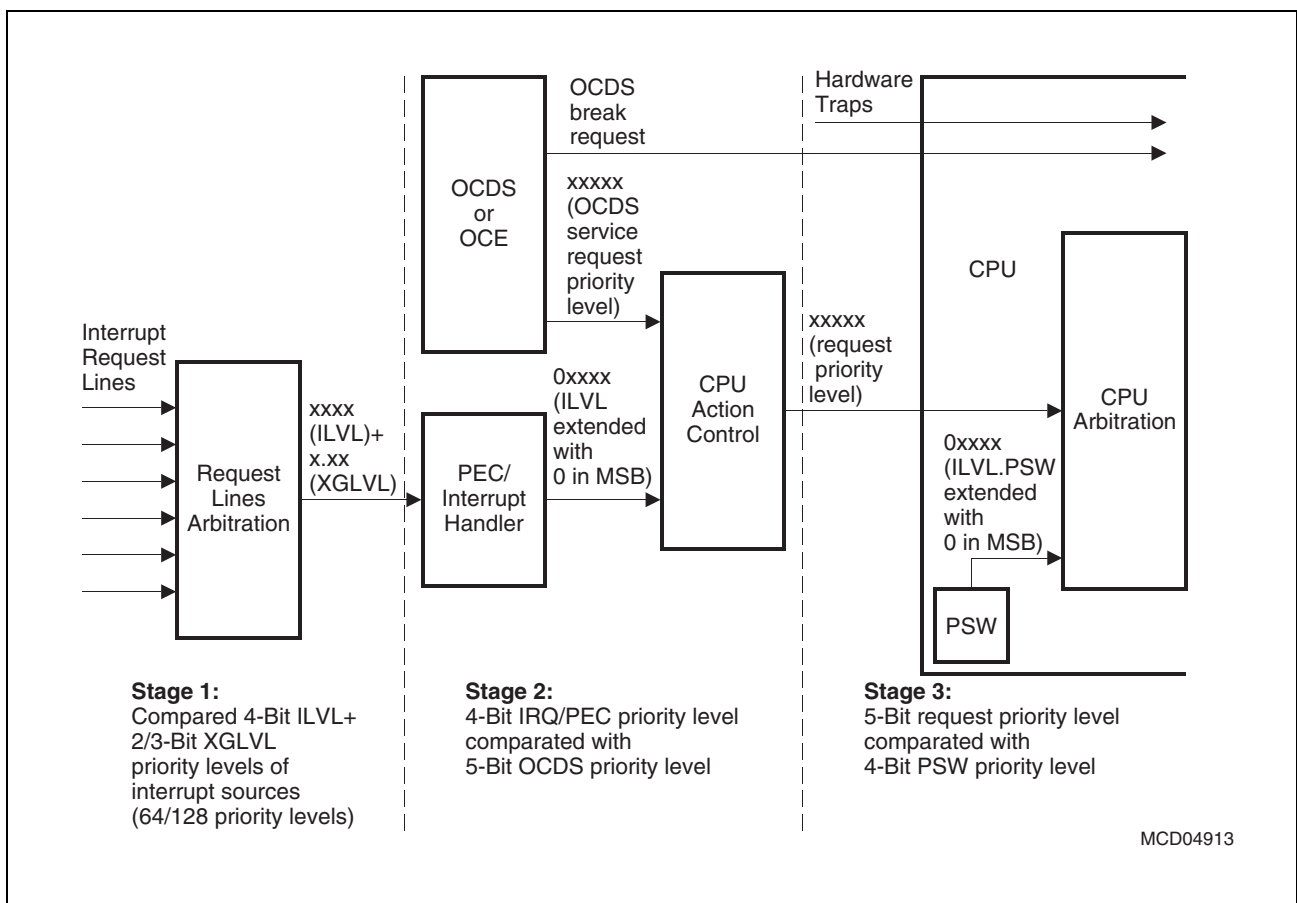 OCDS
break
request
Hardware
Traps
OCDS
or
OCE
xxxxx
(OCDS
service
request
priority
level)
CPU
Interrupt
Request
Lines
Request
Lines
Arbitration
xxxx
(ILVL)+
x.xx
(XGLVL)
PEC/
Interrupt
Handler
0xxxx
(ILVL
extended
with
0 in MSB)
CPU
Action
Control
xxxxx
(request
priority
level)
CPU
Arbitration
0xxxx
(ILVL.PSW
extended
with
0 in MSB)
PSW
Stage 1:
Compared 4-Bit ILVL+
2/3-Bit XGLVL
priority levels of
interrupt sources
(64/128 priority levels)
Stage 2:
4-Bit IRQ/PEC priority level
comparated with
5-Bit OCDS priority level
Stage 3:
5-Bit request priority level
comparated with
4-Bit PSW priority level
MCD04913